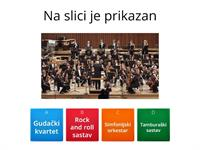 Na slici je prikazan
A
Gudački
kvartet
B
Rock
and roll
sastav
C
Simfonijski
orkestar
D
Tamburaški
sastav